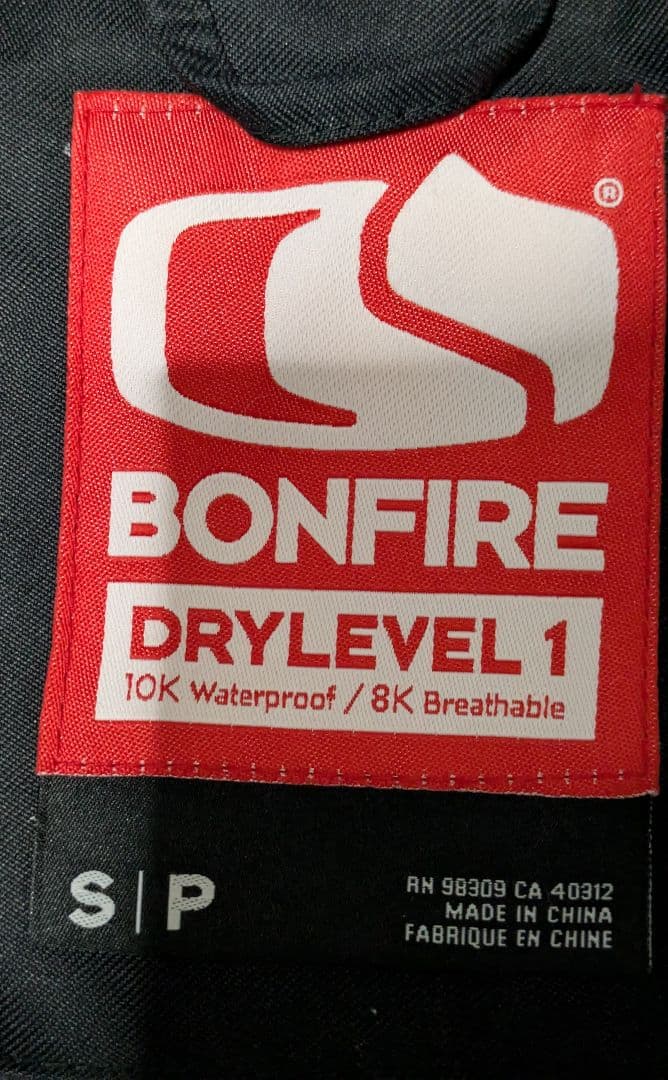 ®
BONFIRE
DRYLEVEL 1
10K Waterproof / 8K Breathable
S | P
RN 98309 CA 40312
MADE IN CHINA
FABRIQUE EN CHINE